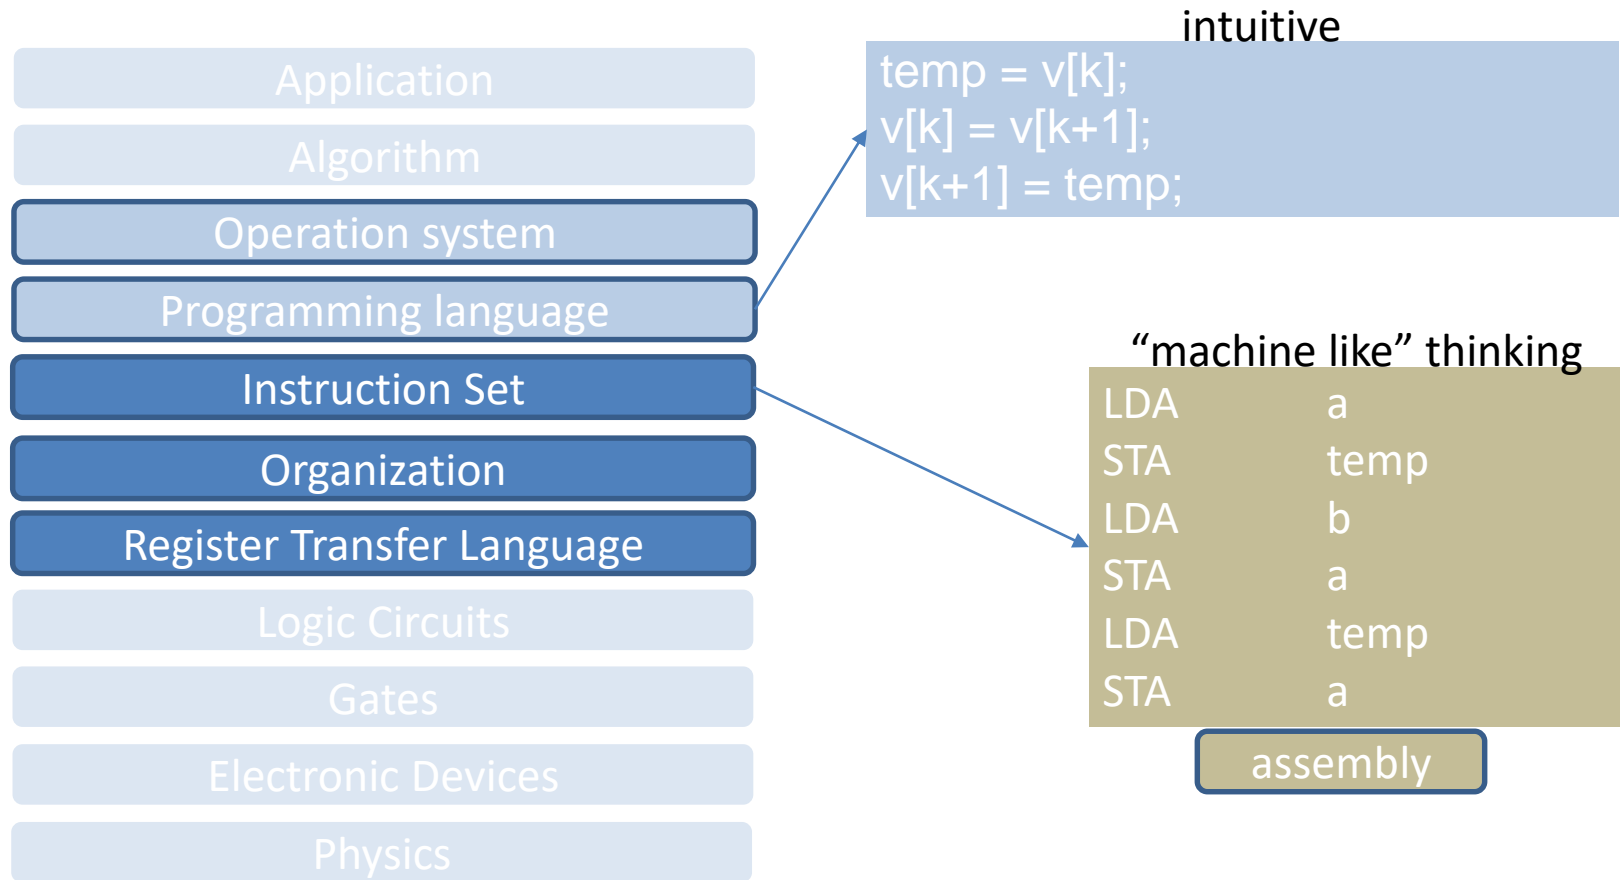 Application
Algorithm
Operation system
Programming language
Instruction Set
Organization
Register Transfer Language
Logic Circuits
Gates
Electronic Devices
Physics
intuitive
temp = v[k];
v[k] = v[k+1];
v[k+1] = temp;
“machine like” thinking
LDA a
STA temp
LDA b
STA a
LDA temp
STA a
assembly